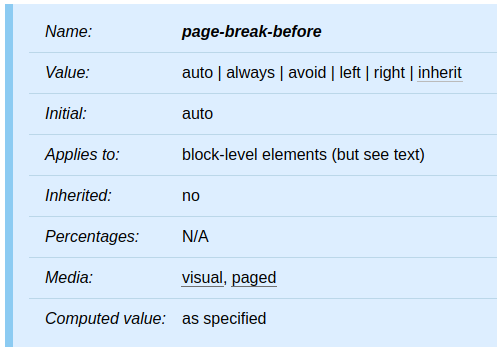 Name: page-break-before
Value: auto | always | avoid | left | right | inherit
Initial: auto
Applies to: block-level elements (but see text)
Inherited: no
Percentages: N/A
Media: visual, paged
Computed value: as specified